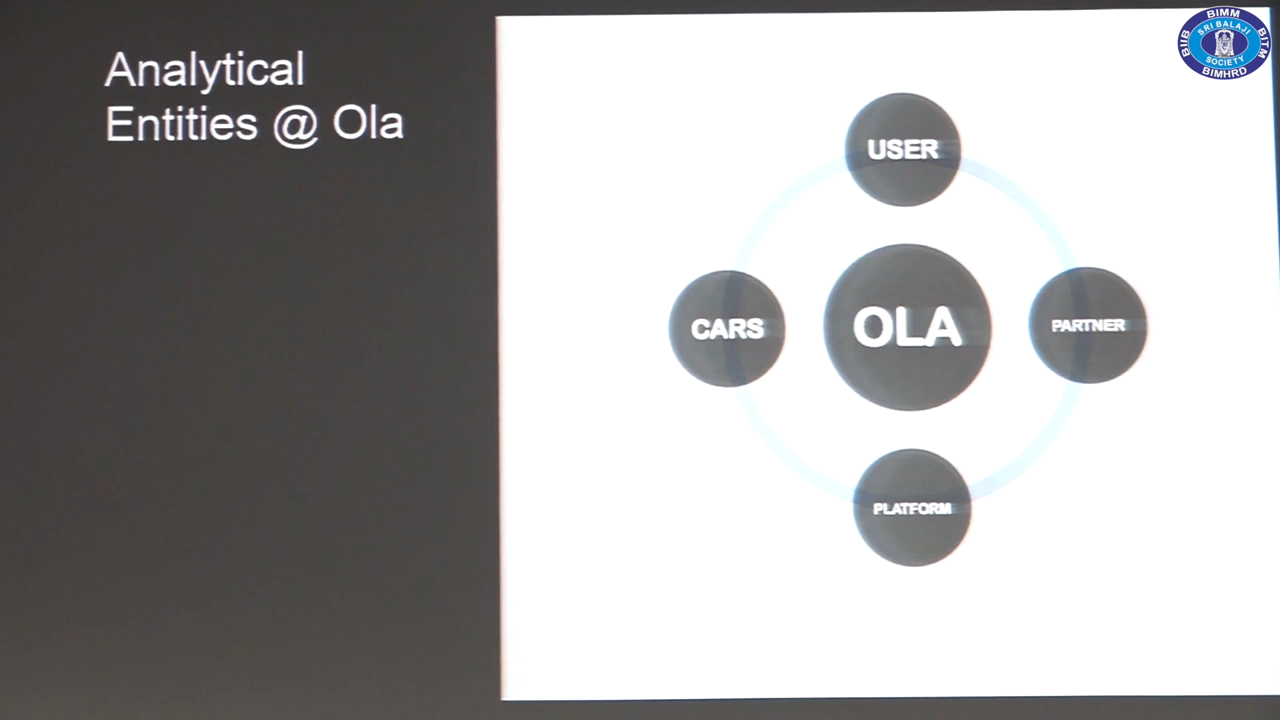 Analytical
Entities @ Ola
USER
CARS
OLA
PARTNER
PLATFORM
BIMM
BIIB
SRI BALAJI
SOCIETY
BITM
BIMHRD